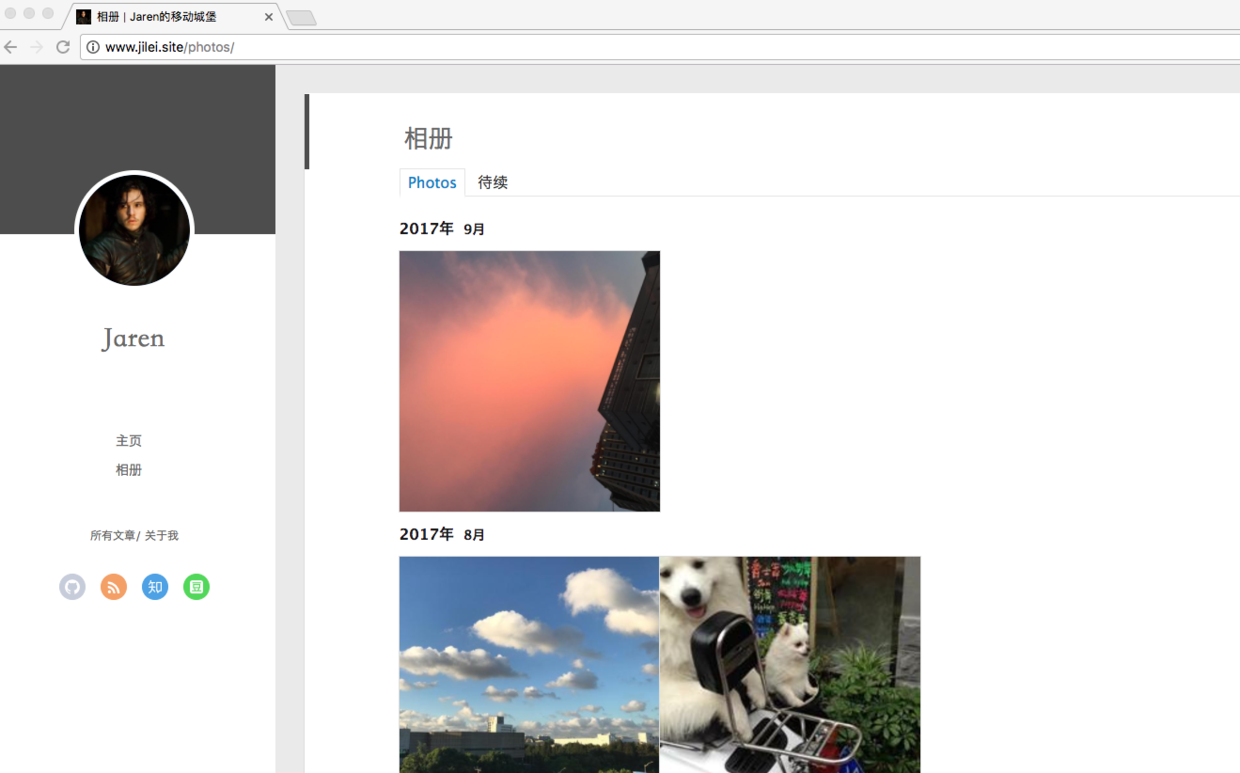 相册 | Jaren的移动城堡
www.jilei.site/photos/
Jaren
主页
相册
所有文章/ 关于我
知
豆
相册
Photos 待续
2017年 9月
2017年 8月